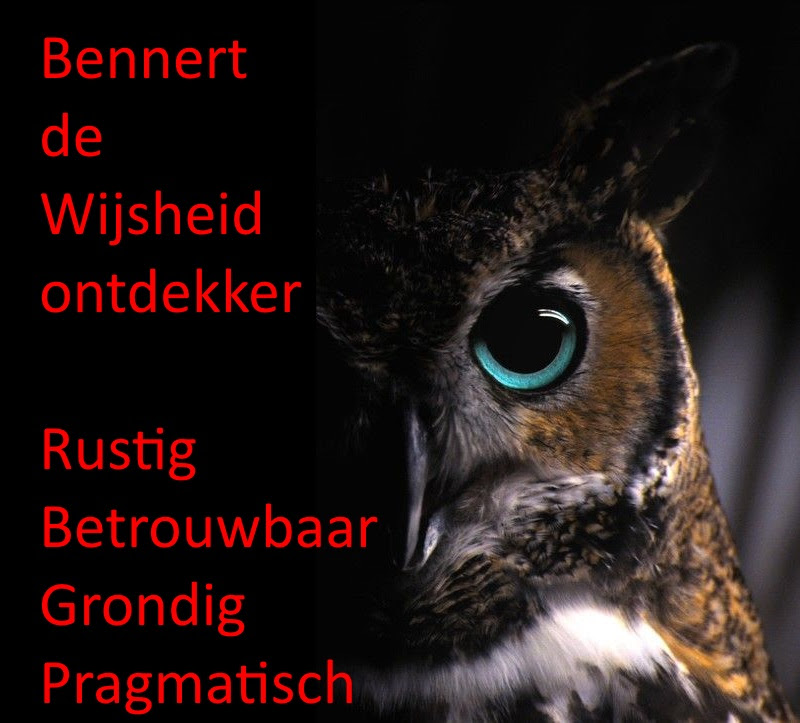 Bennert
de
Wijsheid
ontdekker
Rustig
Betrouwbaar
Grondig
Pragmatisch